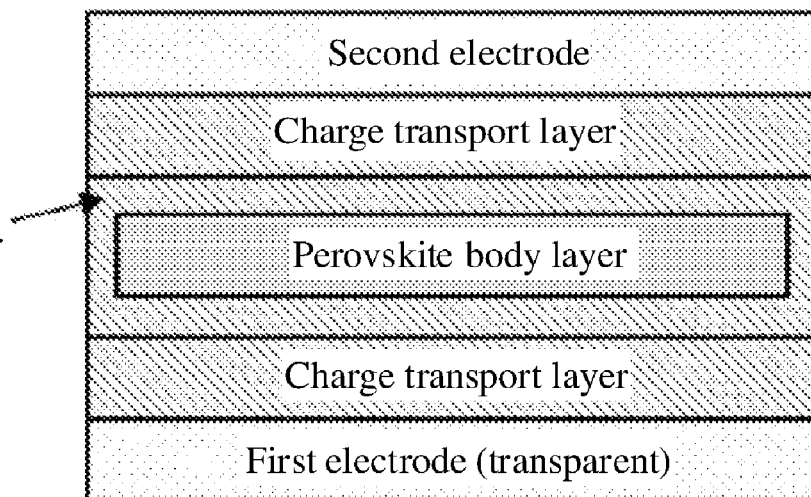 Second electrode
Charge transport layer
Perovskite body layer
Charge transport layer
First electrode (transparent)